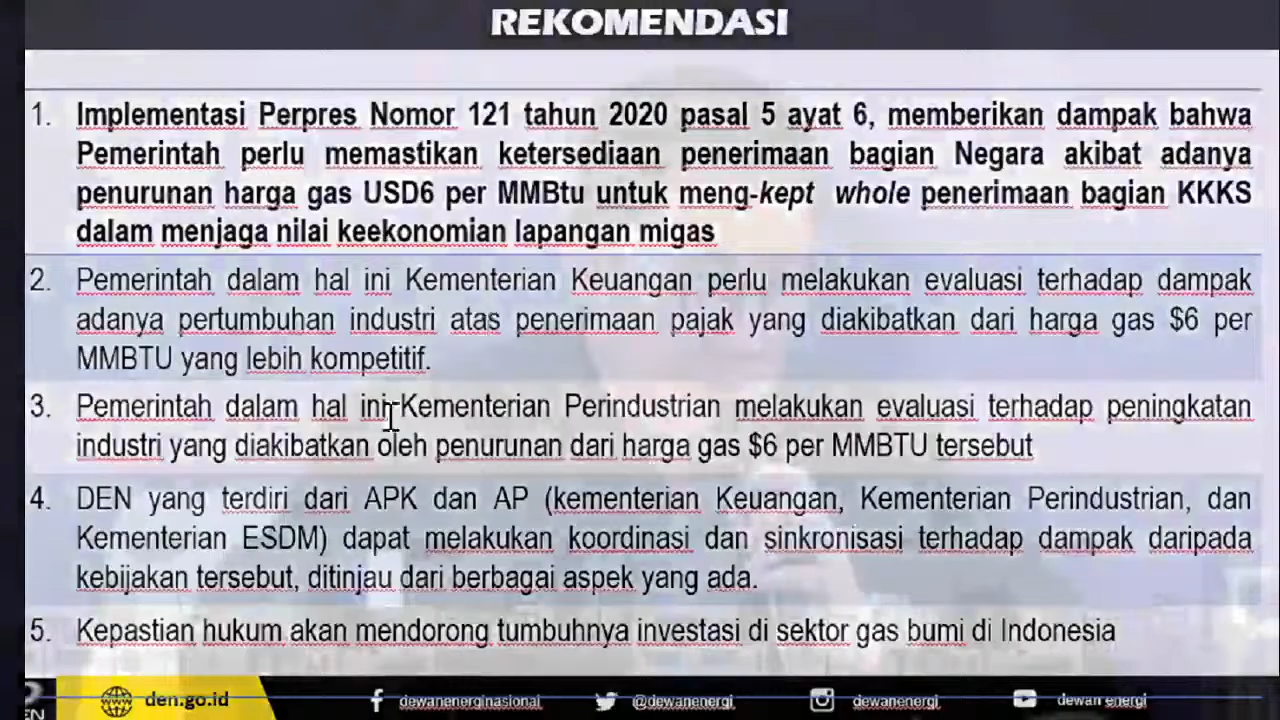 REKOMENDASI
1. Implementasi Perpres Nomor 121 tahun 2020 pasal 5 ayat 6, memberikan dampak bahwa
Pemerintah perlu memastikan ketersediaan penerimaan bagian Negara akibat adanya
penurunan harga gas USD6 per MMBtu untuk meng-kept whole penerimaan bagian KKKS
dalam menjaga nilai keekonomian lapangan migas
2. Pemerintah dalam hal ini Kementerian Keuangan perlu melakukan evaluasi terhadap dampak
adanya pertumbuhan industri atas penerimaan pajak yang diakibatkan dari harga gas $6 per
MMBTU yang lebih kompetitif.
3. Pemerintah dalam hal ini Kementerian Perindustrian melakukan evaluasi terhadap peningkatan
industri yang diakibatkan oleh penurunan dari harga gas $6 per MMBTU tersebut
4. DEN yang terdiri dari APK dan AP (kementerian Keuangan, Kementerian Perindustrian, dan
Kementerian ESDM) dapat melakukan koordinasi dan sinkronisasi terhadap dampak daripada
kebijakan tersebut, ditinjau dari berbagai aspek yang ada.
5. Kepastian hukum akan mendorong tumbuhnya investasi di sektor gas bumi di Indonesia
den.go.id dewanenerginasional @dewanenergi dewanenergi dewan energi